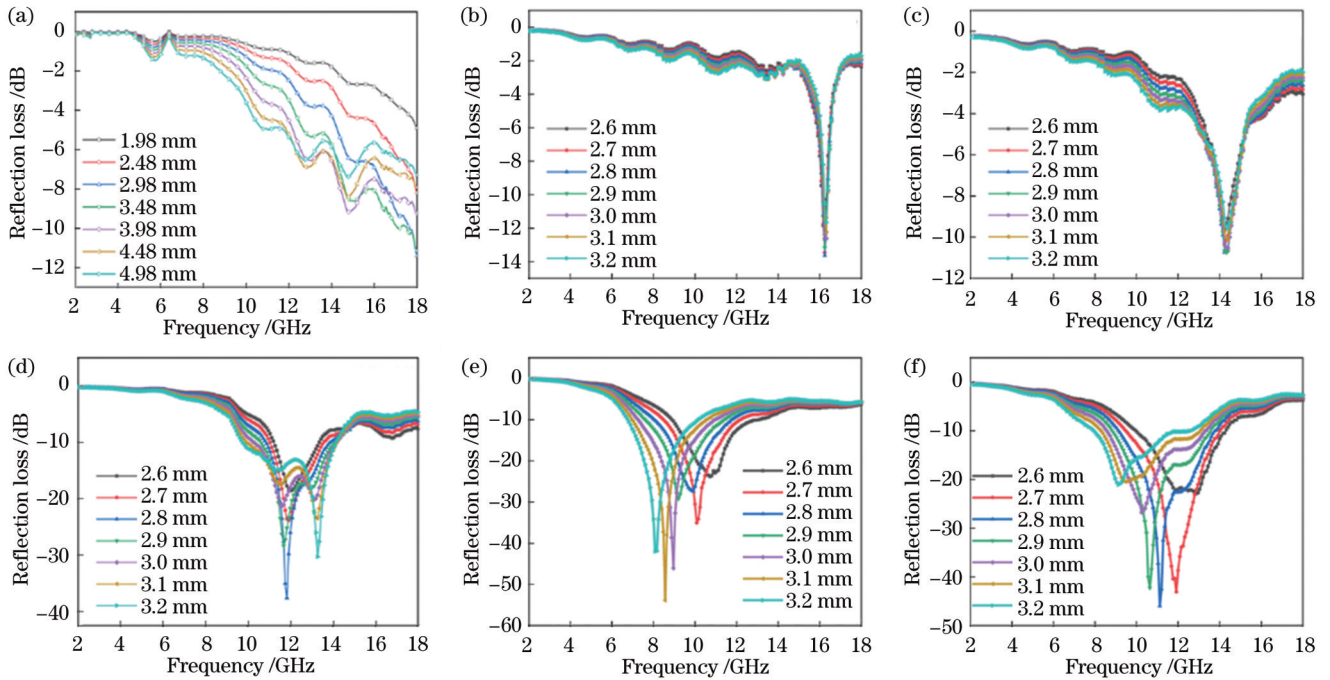 (a)
Reflection loss /dB
0
−2
−4
−6
−8
−10
−12
1.98 mm
2.48 mm
2.98 mm
3.48 mm
3.98 mm
4.48 mm
4.98 mm
2 4 6 8 10 12 14 16 18
Frequency /GHz
(b)
Reflection loss /dB
0
−2
−4
−6
−8
−10
−12
−14
2.6 mm
2.7 mm
2.8 mm
2.9 mm
3.0 mm
3.1 mm
3.2 mm
2 4 6 8 10 12 14 16 18
Frequency /GHz
(c)
Reflection loss /dB
0
−2
−4
−6
−8
−10
−12
2.6 mm
2.7 mm
2.8 mm
2.9 mm
3.0 mm
3.1 mm
3.2 mm
2 4 6 8 10 12 14 16 18
Frequency /GHz
(d)
Reflection loss /dB
0
−10
−20
−30
−40
2.6 mm
2.7 mm
2.8 mm
2.9 mm
3.0 mm
3.1 mm
3.2 mm
2 4 6 8 10 12 14 16 18
Frequency /GHz
(e)
Reflection loss /dB
0
−10
−20
−30
−40
−50
−60
2.6 mm
2.7 mm
2.8 mm
2.9 mm
3.0 mm
3.1 mm
3.2 mm
2 4 6 8 10 12 14 16 18
Frequency /GHz
(f)
Reflection loss /dB
0
−10
−20
−30
−40
−50
2.6 mm
2.7 mm
2.8 mm
2.9 mm
3.0 mm
3.1 mm
3.2 mm
2 4 6 8 10 12 14 16 18
Frequency /GHz